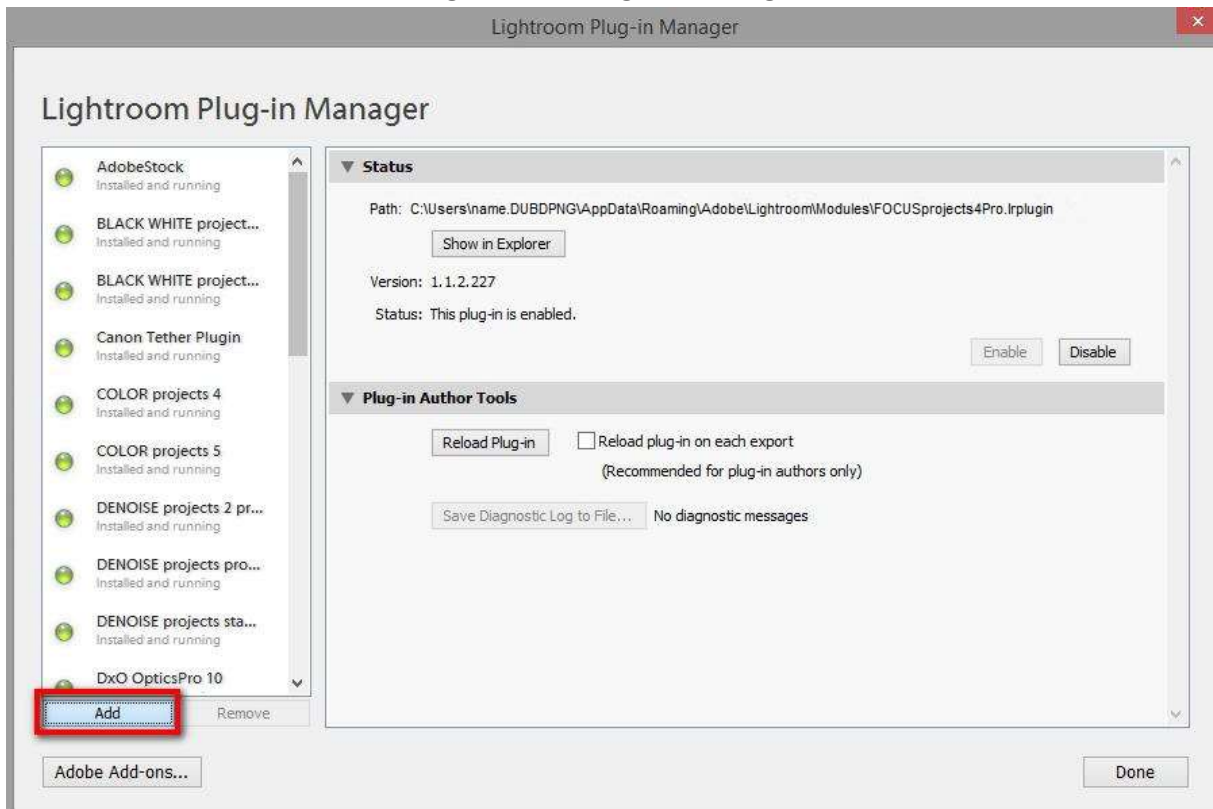 Lightroom Plug-in Manager
Lightroom Plug-in Manager
AdobeStock
Installed and running
BLACK WHITE project...
Installed and running
BLACK WHITE project...
Installed and running
Canon Tether Plugin
Installed and running
COLOR projects 4
Installed and running
COLOR projects 5
Installed and running
DENOISE projects 2 pr...
Installed and running
DENOISE projects pro...
Installed and running
DENOISE projects sta...
Installed and running
DxO OpticsPro 10
Add Remove
Adobe Add-ons...
Status
Path: C:\Users\name.DUBDPNG\AppData\Roaming\Adobe\Lightroom\Modules\FOCUSprojects4Pro.lrplugin
Show in Explorer
Version: 1.1.2.227
Status: This plug-in is enabled.
Enable Disable
Plug-in Author Tools
Reload Plug-in Reload plug-in on each export
(Recommended for plug-in authors only)
Save Diagnostic Log to File... No diagnostic messages
Done